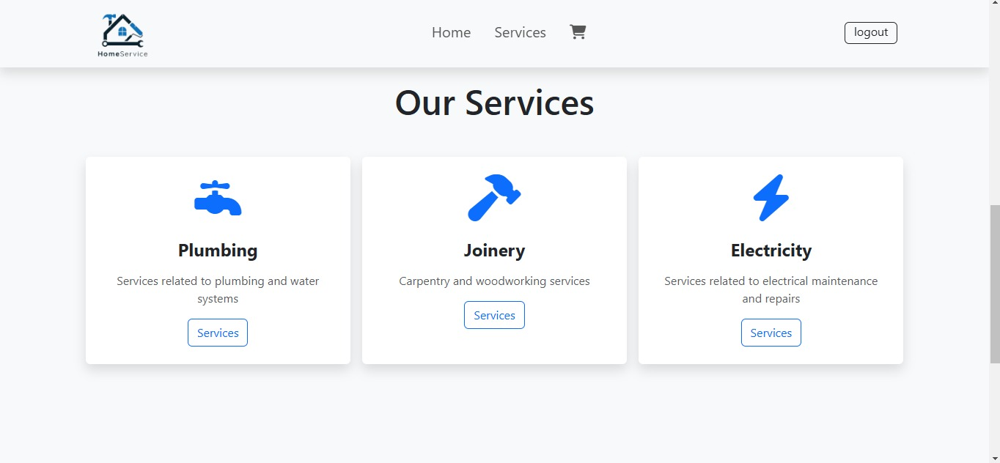 HomeService
Home Services
logout
Our Services
Plumbing
Services related to plumbing and water
systems
Services
Joinery
Carpentry and woodworking services
Services
Electricity
Services related to electrical maintenance
and repairs
Services